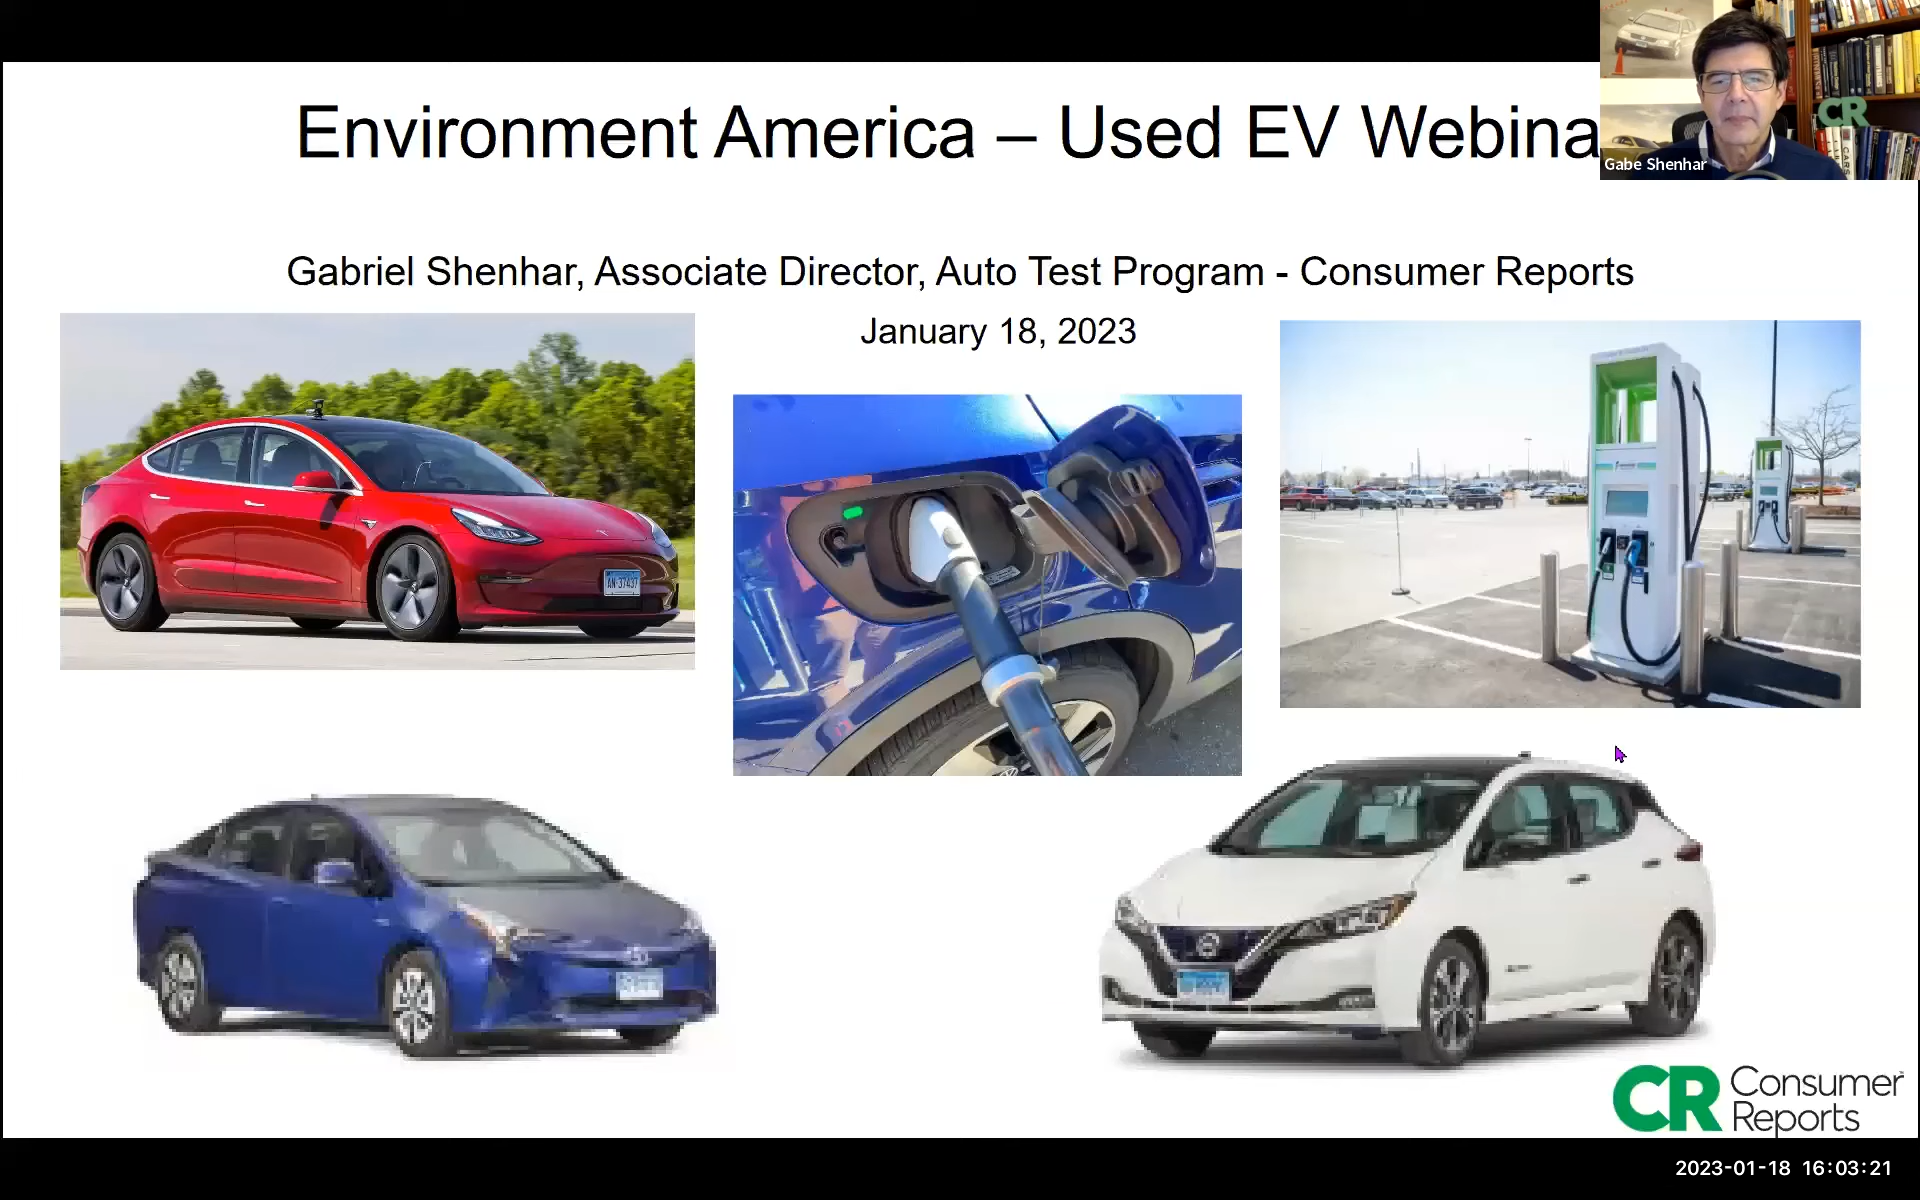 Environment America – Used EV Webina
CR
Gabe Shenhar
Gabriel Shenhar, Associate Director, Auto Test Program - Consumer Reports
January 18, 2023
CR Consumer
Reports
2023-01-18 16:03:21